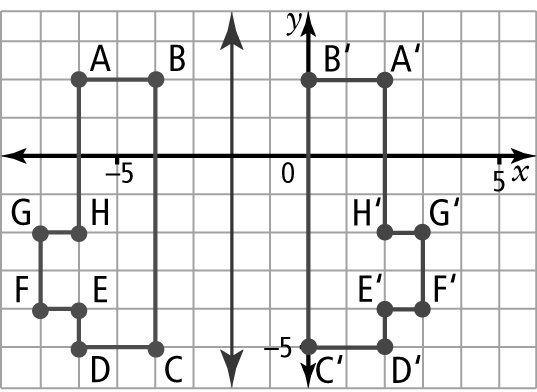 y
A B B′ A′
−5 0 5 x
G H H′ G′
F E E′ F′
−5
D C C′ D′